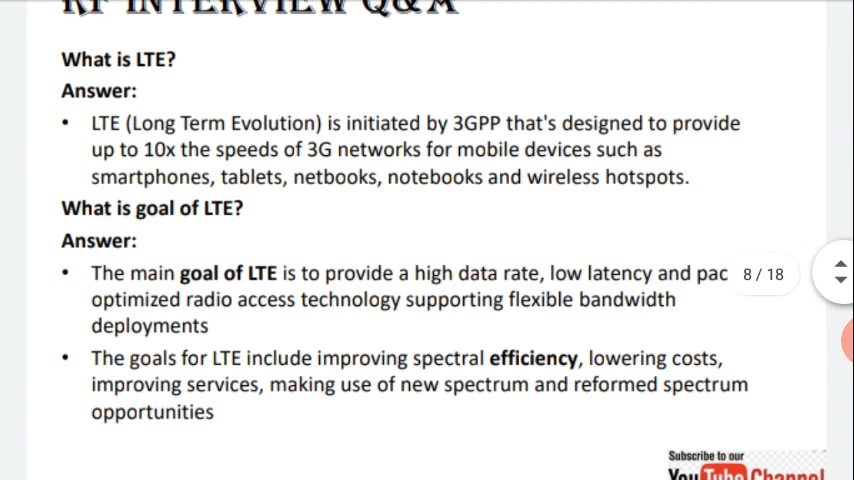 RF INTERVIEW Q&A
What is LTE?
Answer:
• LTE (Long Term Evolution) is initiated by 3GPP that's designed to provide
up to 10x the speeds of 3G networks for mobile devices such as
smartphones, tablets, netbooks, notebooks and wireless hotspots.
What is goal of LTE?
Answer:
• The main goal of LTE is to provide a high data rate, low latency and pac
8 / 18
optimized radio access technology supporting flexible bandwidth
deployments
• The goals for LTE include improving spectral efficiency, lowering costs,
improving services, making use of new spectrum and reformed spectrum
opportunities
Subscribe to our
YouTube Channel